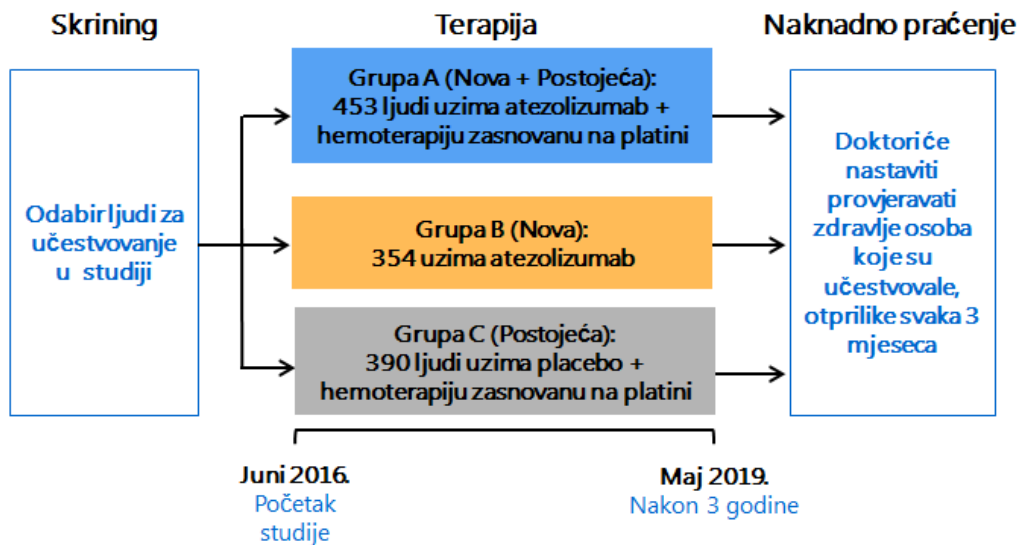 Skrining
Terapija
Naknadno praćenje
Odabir ljudi za
učestvovanje
u studiji
Grupa A (Nova + Postojeća):
453 ljudi uzima atezolizumab +
hemoterapiju zasnovanu na platini
Grupa B (Nova):
354 uzima atezolizumab
Grupa C (Postojeća):
390 ljudi uzima placebo +
hemoterapiju zasnovanu na platini
Doktori će
nastaviti
provjeravati
zdravlje osoba
koje su
učestvovale,
otprilike svaka 3
mjeseca
Juni 2016.
Početak
studije
Maj 2019.
Nakon 3 godine